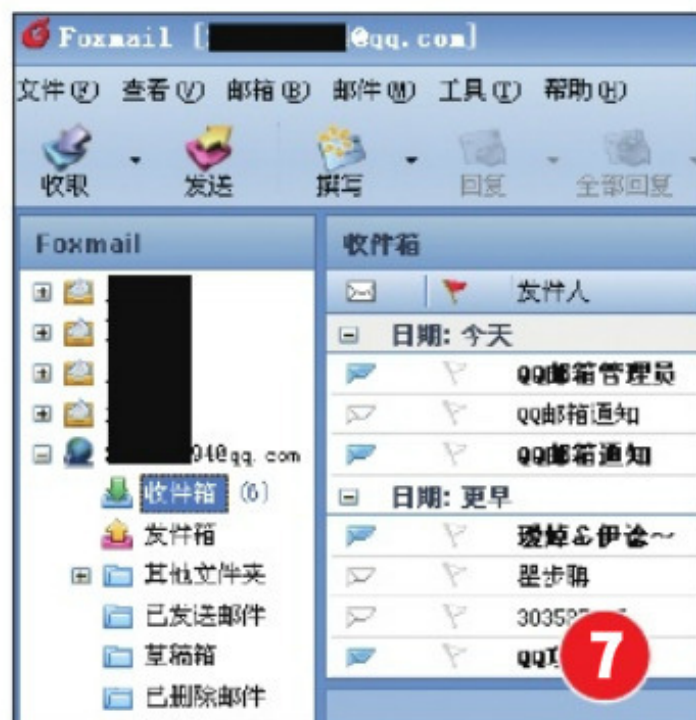 Foxmail [ @qq.com]
文件(F) 查看(V) 邮箱(B) 邮件(M) 工具(T) 帮助(H)
收取 发送 撰写 回复 全部回复
Foxmail
收件箱
发件人
日期: 今天
QQ邮箱管理员
QQ邮箱通知
04@qq.com
QQ邮箱通知
收件箱 (6)
日期: 更早
发件箱
其他文件夹
已发送邮件
303585
草稿箱
7
已删除邮件